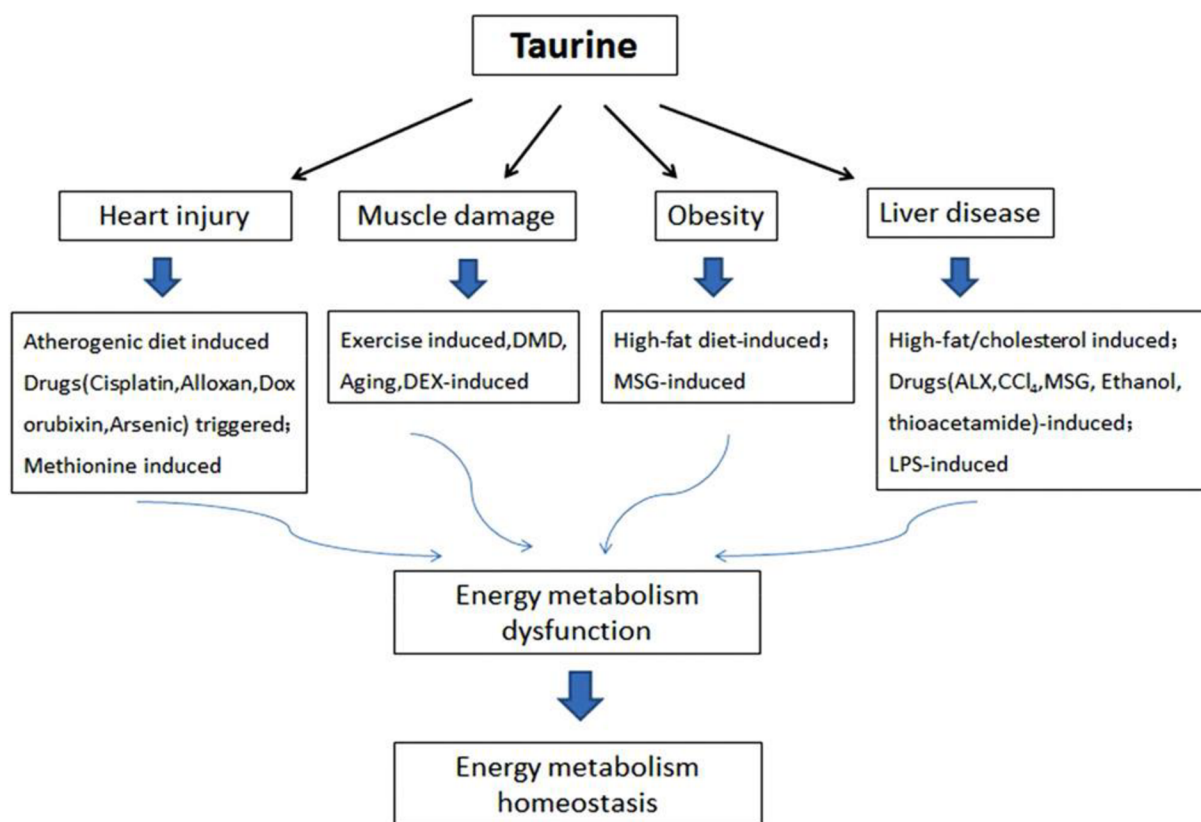 Taurine
Heart injury
Muscle damage
Obesity
Liver disease
Atherogenic diet induced
Drugs(Cisplatin,Alloxan,Dox
orubixin,Arsenic) triggered;
Methionine induced
Exercise induced,DMD,
Aging,DEX-induced
High-fat diet-induced;
MSG-induced
High-fat/cholesterol induced;
Drugs(ALX,CCl₄,MSG, Ethanol,
thioacetamide)-induced;
LPS-induced
Energy metabolism
dysfunction
Energy metabolism
homeostasis